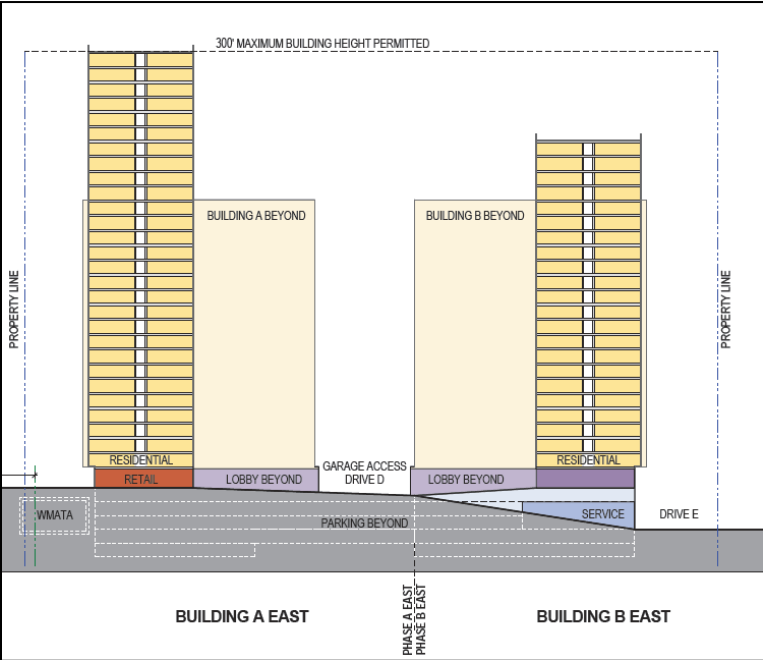 300' MAXIMUM BUILDING HEIGHT PERMITTED
BUILDING A BEYOND
BUILDING B BEYOND
PROPERTY LINE
PROPERTY LINE
RESIDENTIAL
RESIDENTIAL
RETAIL
LOBBY BEYOND
GARAGE ACCESS
DRIVE D
LOBBY BEYOND
WMATA
PARKING BEYOND
SERVICE
DRIVE E
PHASE A EAST
PHASE B EAST
BUILDING A EAST
BUILDING B EAST